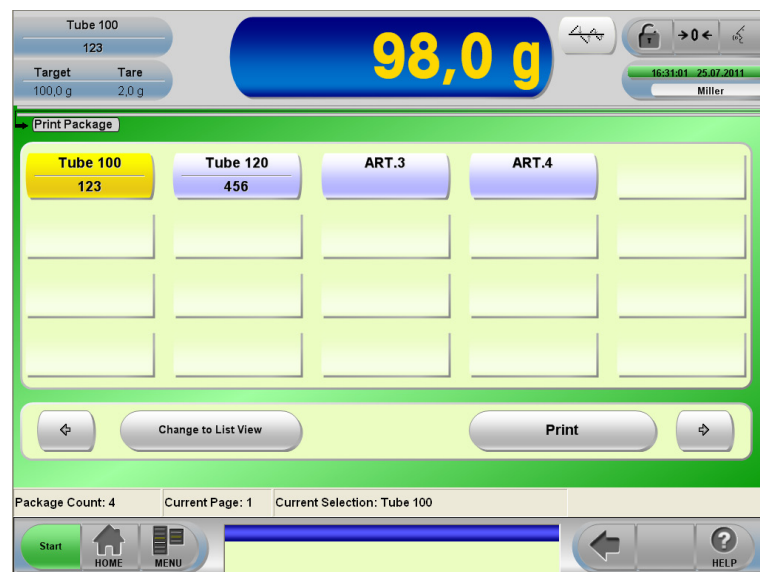 Tube 100
123
Target Tare
100,0 g 2,0 g
98,0 g
→0←
16:31:01 25.07.2011
Miller
Print Package
Tube 100
123
Tube 120
456
ART.3
ART.4
Change to List View
Print
Package Count: 4 Current Page: 1 Current Selection: Tube 100
Start
HOME
MENU
HELP